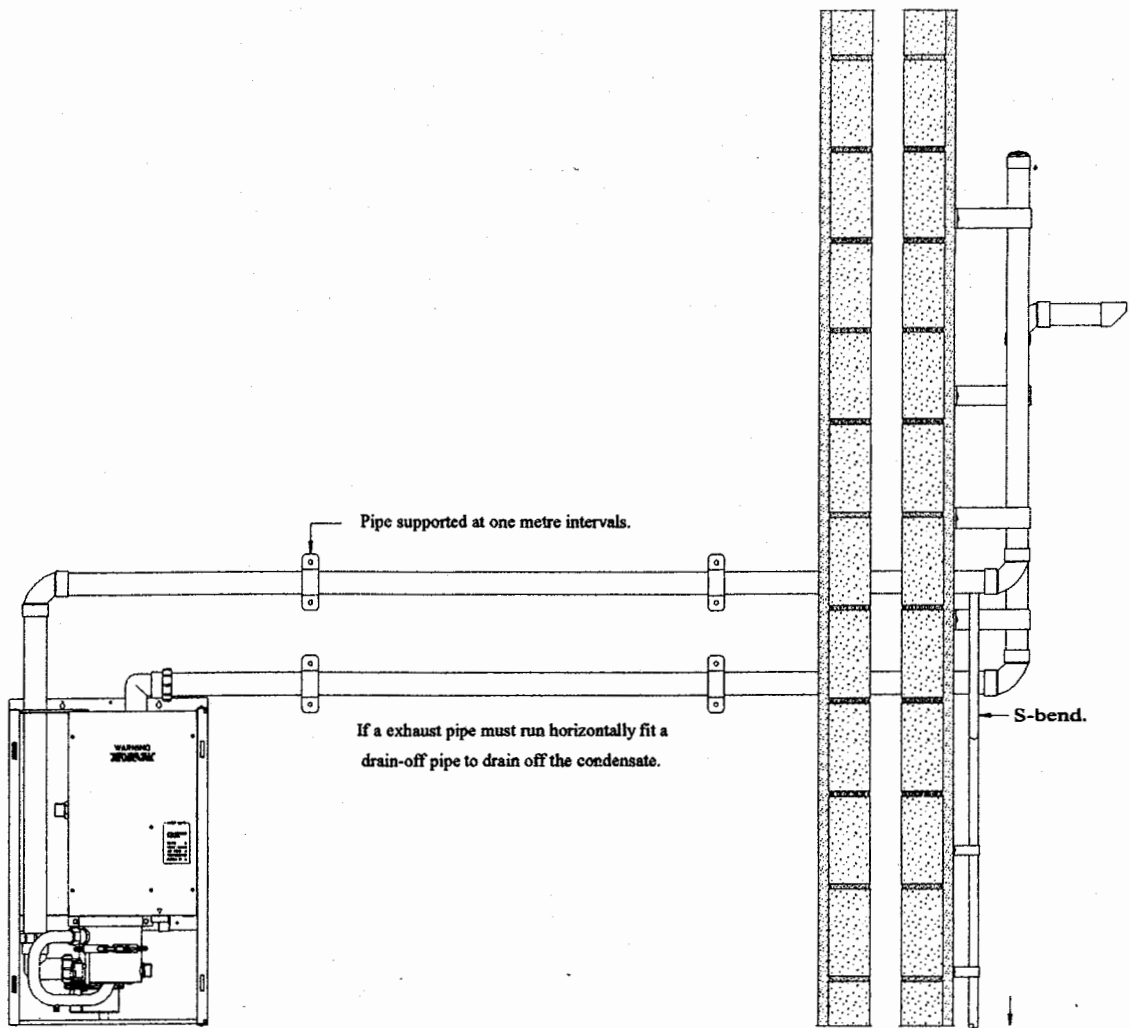 Pipe supported at one metre intervals.
If a exhaust pipe must run horizontally fit a
drain-off pipe to drain off the condensate.
S-bend.
WARNING